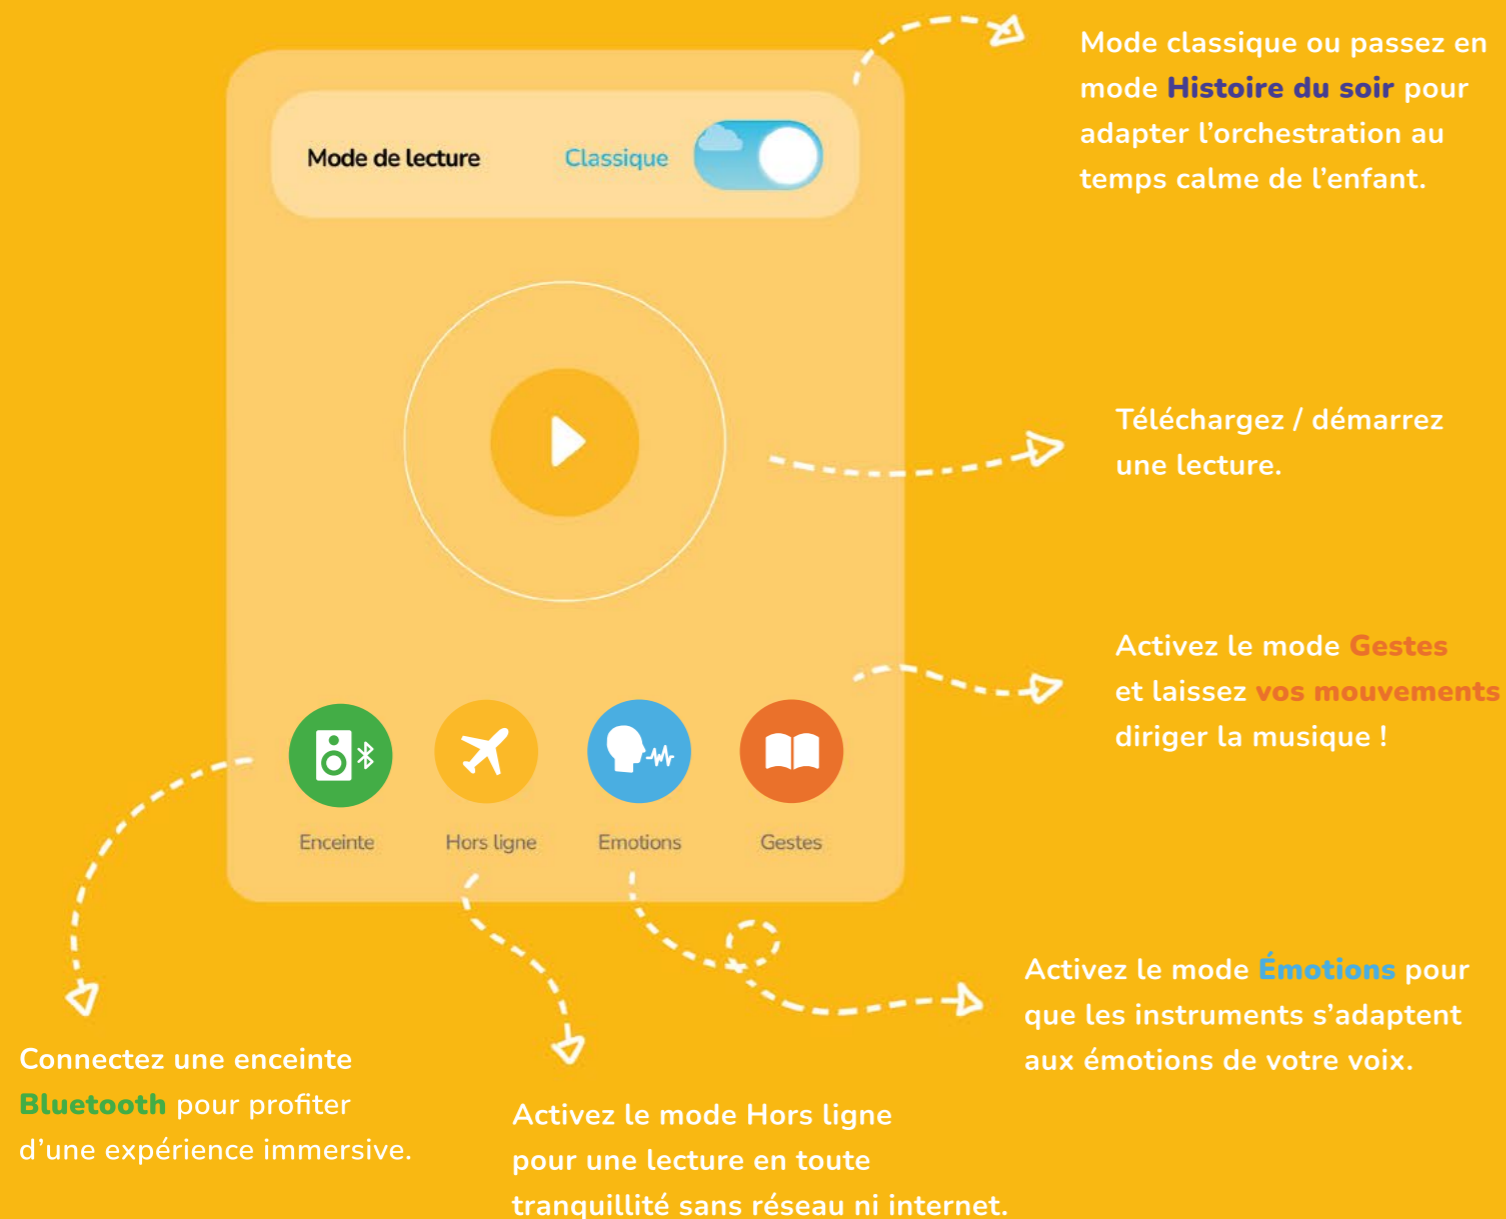 Mode classique ou passez en
mode Histoire du soir pour
adapter l’orchestration au
temps calme de l’enfant.
Mode de lecture
Classique
Téléchargez / démarrez
une lecture.
Activez le mode Gestes
et laissez vos mouvements
diriger la musique !
Enceinte
Hors ligne
Emotions
Gestes
Activez le mode Émotions pour
que les instruments s’adaptent
aux émotions de votre voix.
Connectez une enceinte
Bluetooth pour profiter
d’une expérience immersive.
Activez le mode Hors ligne
pour une lecture en toute
tranquillité sans réseau ni internet.